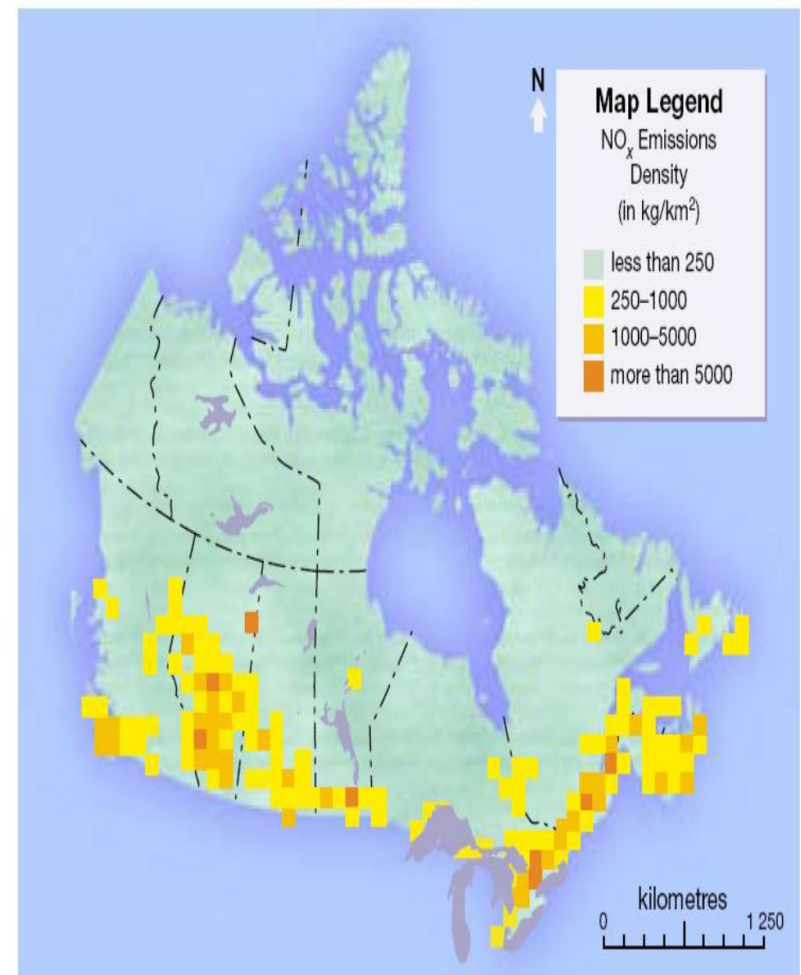 N
Map Legend
NOx Emissions
Density
(in kg/km²)
less than 250
250–1000
1000–5000
more than 5000
kilometres
0 1 250